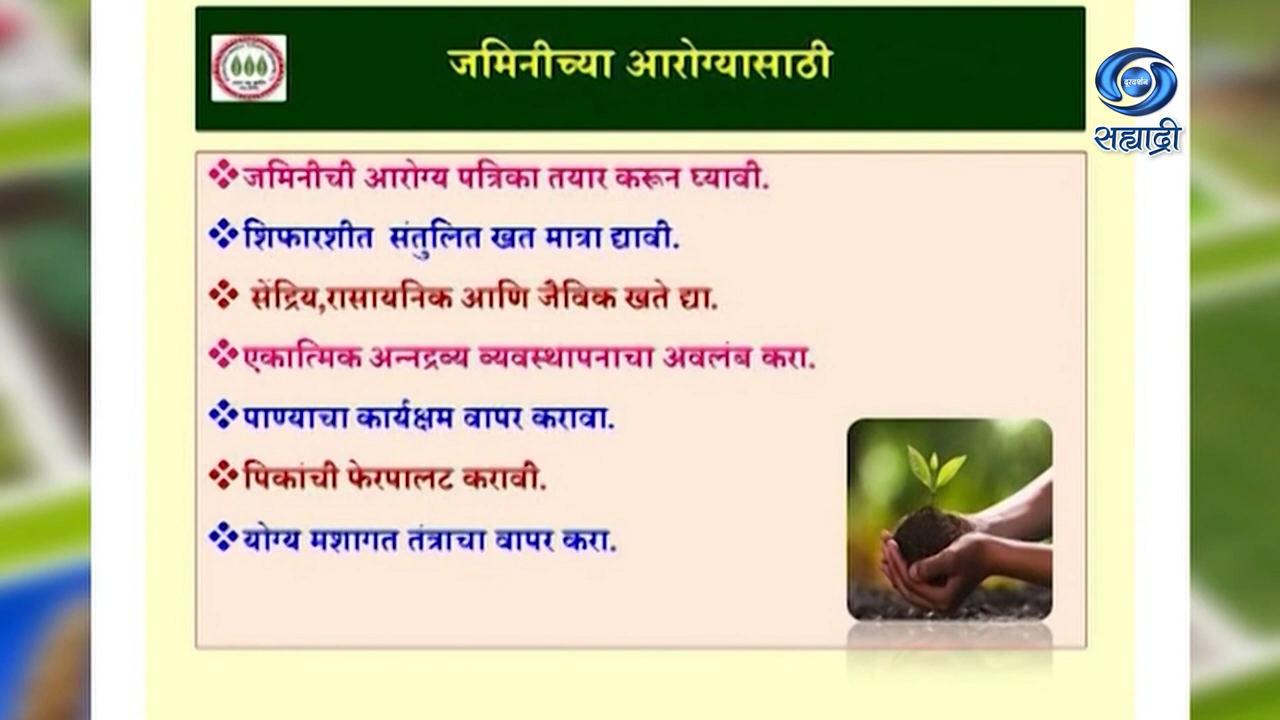 जमिनीच्या आरोग्यासाठी
दूरदर्शन
सह्याद्री
❖जमिनीची आरोग्य पत्रिका तयार करून घ्यावी.
❖शिफारशीत संतुलित खत मात्रा द्यावी.
❖ सेंद्रिय,रासायनिक आणि जैविक खते द्या.
❖एकात्मिक अन्नद्रव्य व्यवस्थापनाचा अवलंब करा.
❖पाण्याचा कार्यक्षम वापर करावा.
❖पिकांची फेरपालट करावी.
❖योग्य मशागत तंत्राचा वापर करा.